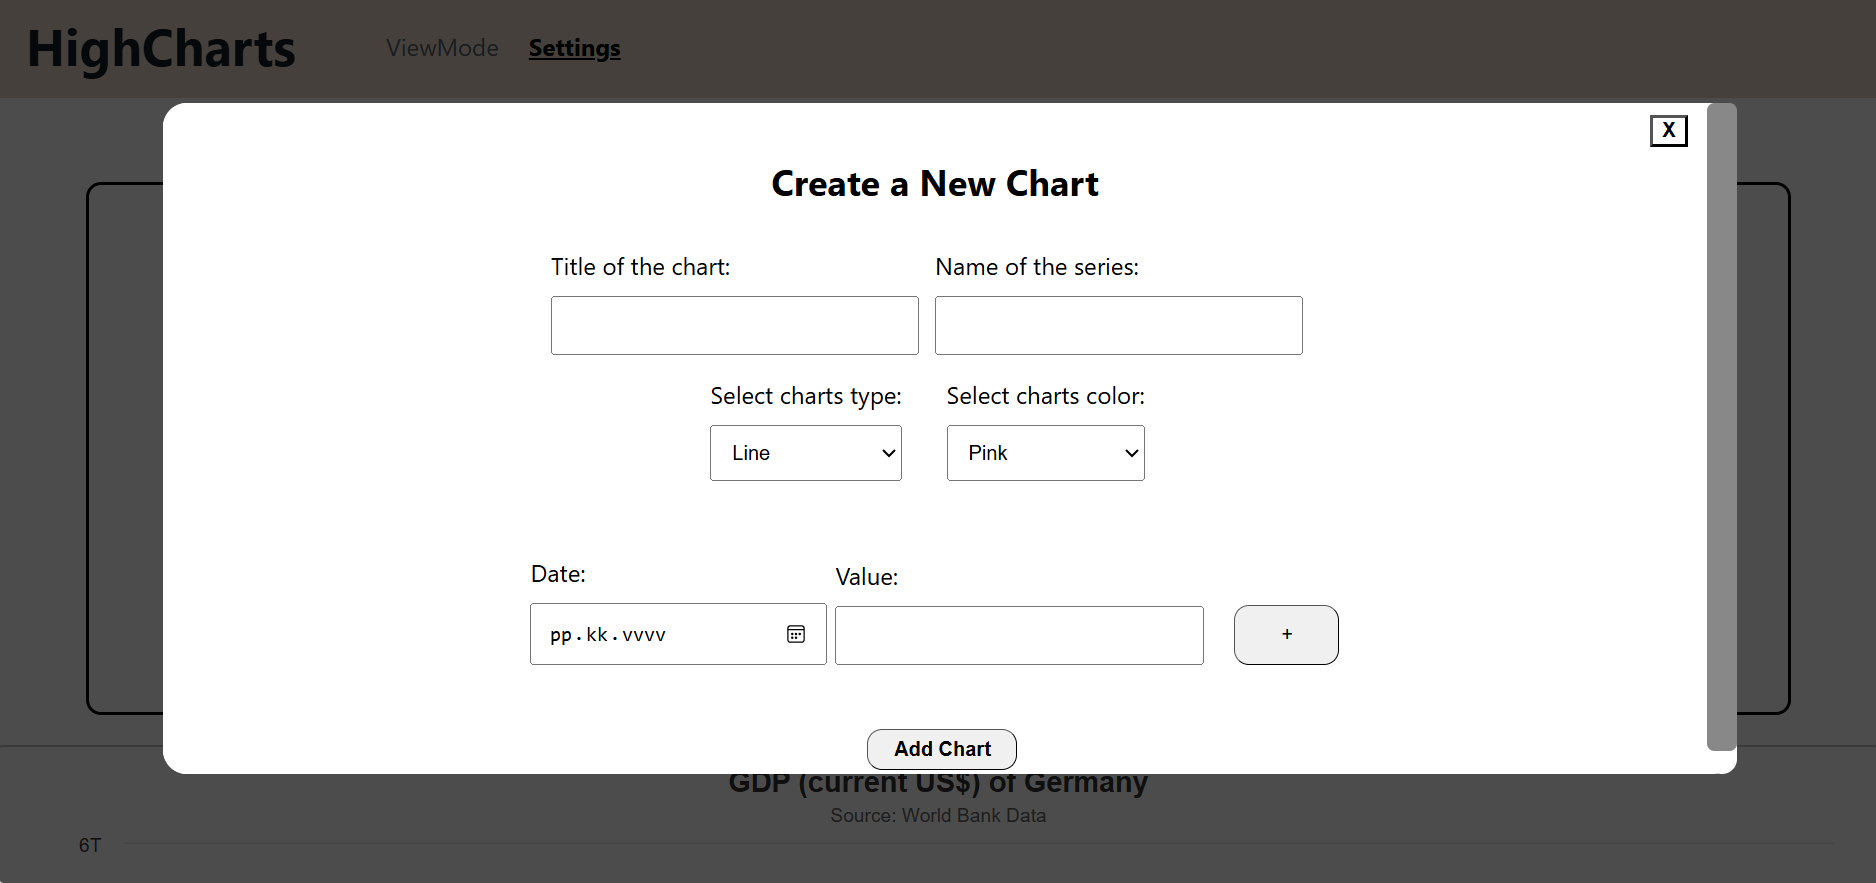 HighCharts ViewMode Settings
X
Create a New Chart
Title of the chart: Name of the series:
Select charts type: Select charts color:
Line Pink
Date: Value:
pp.kk.vvvv +
Add Chart
GDP (current US$) of Germany
Source: World Bank Data
6T